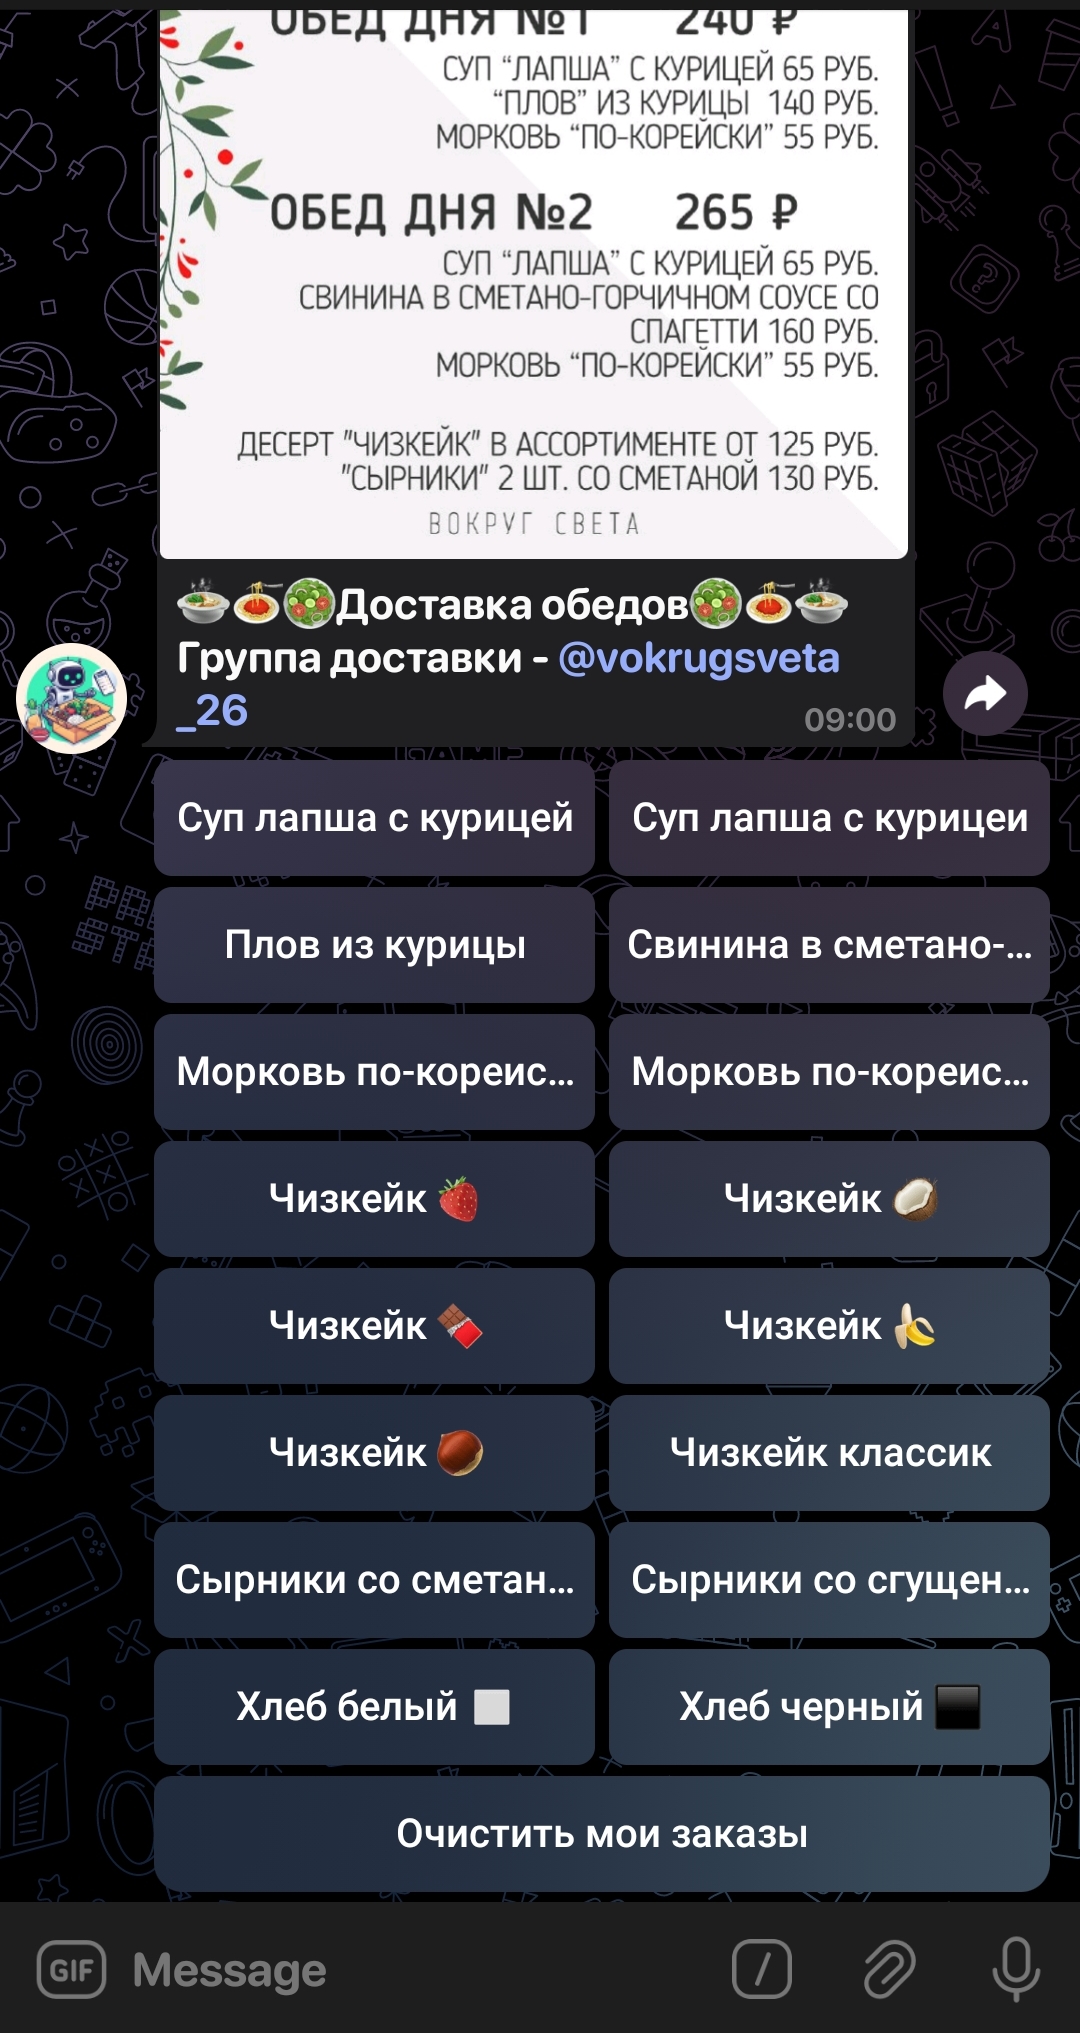 ОБЕД ДНЯ №1 240 ₽
СУП “ЛАПША” С КУРИЦЕЙ 65 РУБ.
“ПЛОВ” ИЗ КУРИЦЫ 140 РУБ.
МОРКОВЬ “ПО-КОРЕЙСКИ” 55 РУБ.
ОБЕД ДНЯ №2 265 ₽
СУП “ЛАПША” С КУРИЦЕЙ 65 РУБ.
СВИНИНА В СМЕТАНО-ГОРЧИЧНОМ СОУСЕ СО
СПАГЕТТИ 160 РУБ.
МОРКОВЬ “ПО-КОРЕЙСКИ” 55 РУБ.
ДЕСЕРТ "ЧИЗКЕЙК" В АССОРТИМЕНТЕ ОТ 125 РУБ.
"СЫРНИКИ" 2 ШТ. СО СМЕТАНОЙ 130 РУБ.
ВОКРУГ СВЕТА
🍲🍝🥗Доставка обедов🥗🍝🍲
Группа доставки - @vokrugsveta
_26
09:00
Суп лапша с курицей
Суп лапша с курицеи
Плов из курицы
Свинина в сметано-...
Морковь по-кореис...
Морковь по-кореис...
Чизкейк 🍓
Чизкейк 🥥
Чизкейк 🍫
Чизкейк 🍌
Чизкейк 🌰
Чизкейк классик
Сырники со сметан...
Сырники со сгущен...
Хлеб белый ⬜
Хлеб черный ⬛
Очистить мои заказы
GIF Message